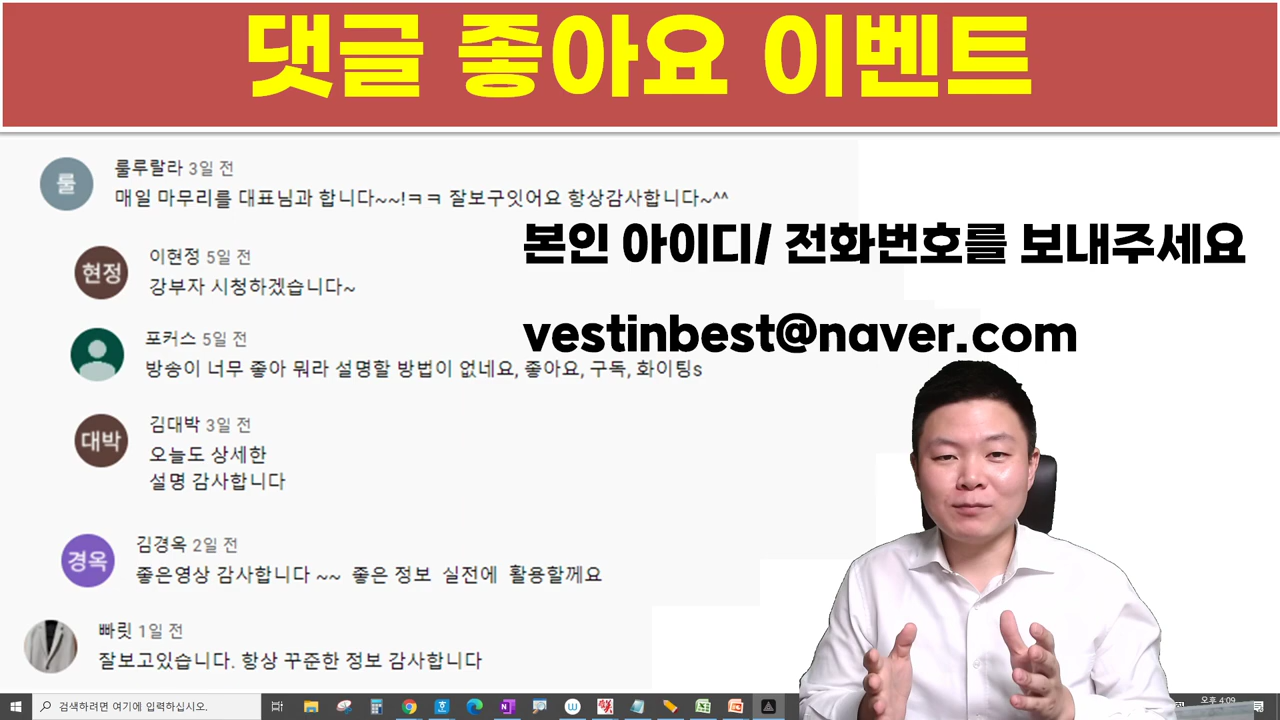 댓글 좋아요 이벤트
룰
룰루랄라 3일 전
매일 마무리를 대표님과 합니다~~!ㅋㅋ 잘보구잇어요 항상감사합니다~^^
본인 아이디/ 전화번호를 보내주세요
현정
이현정 5일 전
강부자 시청하겠습니다~
vestinbest@naver.com
포커스 5일 전
방송이 너무 좋아 뭐라 설명할 방법이 없네요, 좋아요, 구독, 화이팅s
대박
김대박 3일 전
오늘도 상세한
설명 감사합니다
경옥
김경옥 2일 전
좋은영상 감사합니다 ~~ 좋은 정보 실전에 활용할께요
빠릿 1일 전
잘보고있습니다. 항상 꾸준한 정보 감사합니다
검색하려면 여기에 입력하십시오.
오후 4:09